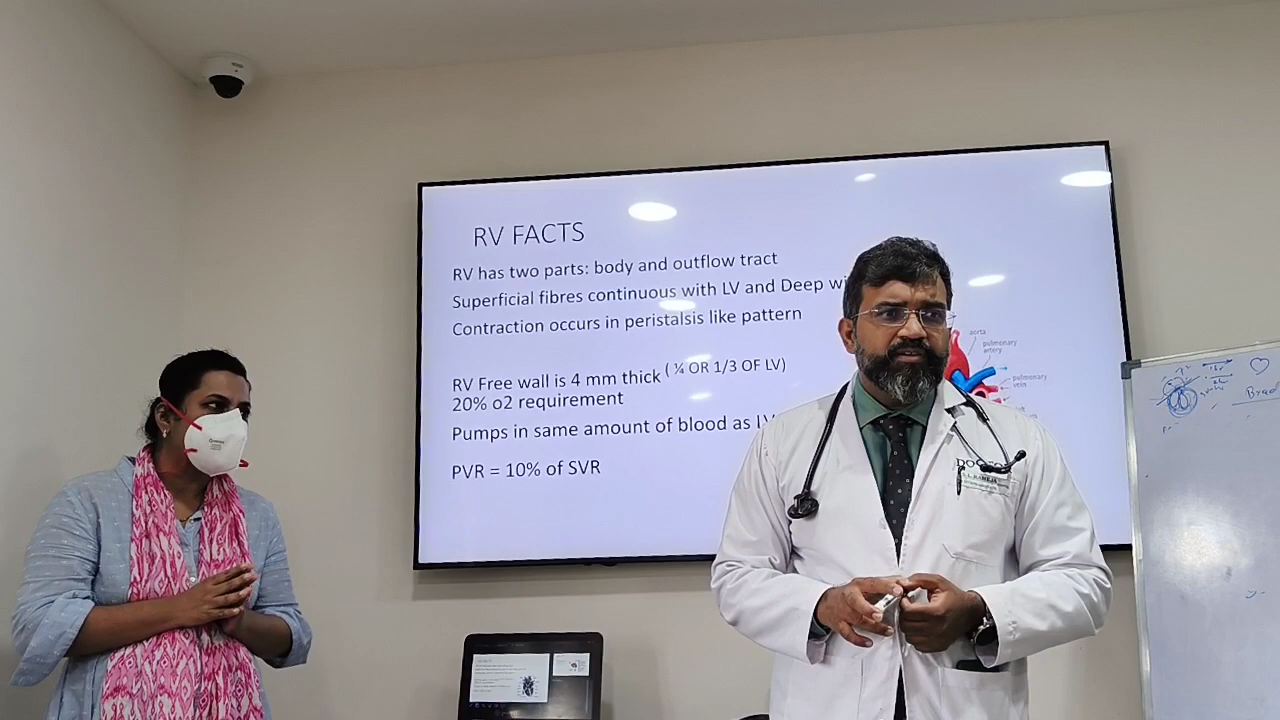 RV FACTS
RV has two parts: body and outflow tract
Superficial fibres continuous with LV and Deep
Contraction occurs in peristalsis like pattern
RV Free wall is 4 mm thick (¼ OR 1/3 OF LV)
20% o2 requirement
Pumps in same amount of blood as
PVR = 10% of SVR
aorta
pulmonary
artery
pulmonary
vein